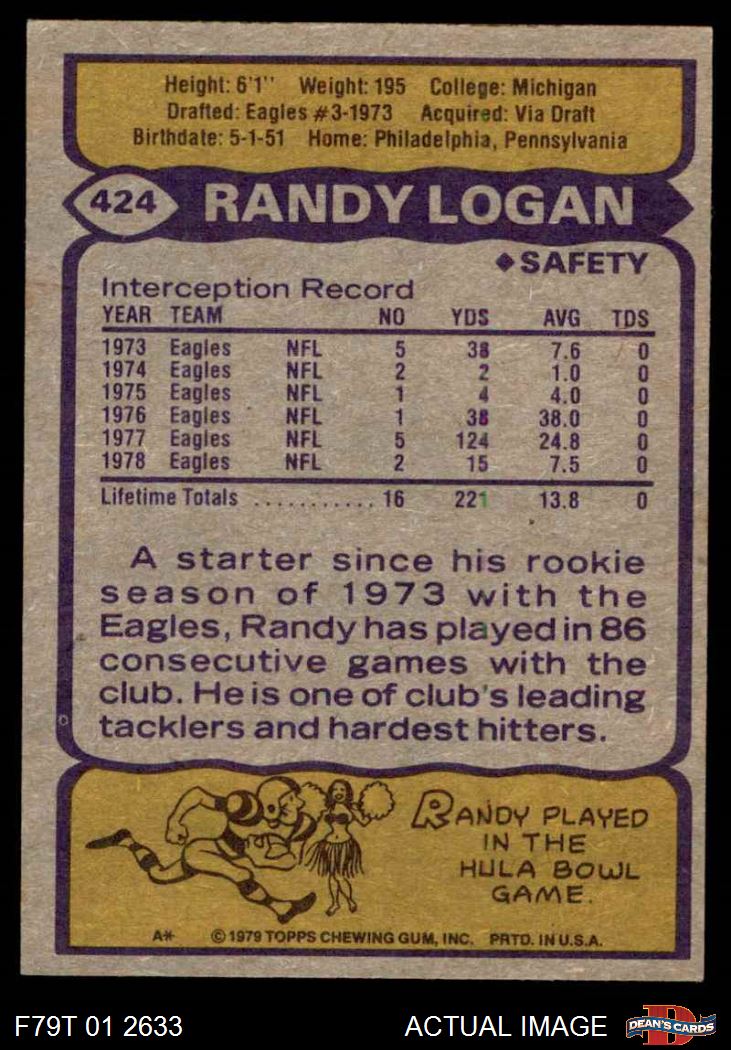 Height: 6'1" Weight: 195 College: Michigan
Drafted: Eagles #3-1973 Acquired: Via Draft
Birthdate: 5-1-51 Home: Philadelphia, Pennsylvania
424 RANDY LOGAN
◆SAFETY
Interception Record
YEAR TEAM NO YDS AVG TDS
1973 Eagles NFL 5 38 7.6 0
1974 Eagles NFL 2 2 1.0 0
1975 Eagles NFL 1 4 4.0 0
1976 Eagles NFL 1 38 38.0 0
1977 Eagles NFL 5 124 24.8 0
1978 Eagles NFL 2 15 7.5 0
Lifetime Totals ............ 16 221 13.8 0
A starter since his rookie
season of 1973 with the
Eagles, Randy has played in 86
consecutive games with the
club. He is one of club's leading
tacklers and hardest hitters.
RANDY PLAYED
IN THE
HULA BOWL
GAME.
A* ©1979 TOPPS CHEWING GUM, INC. PRTD. IN U.S.A.
F79T 01 2633 ACTUAL IMAGE D DEAN'S CARDS